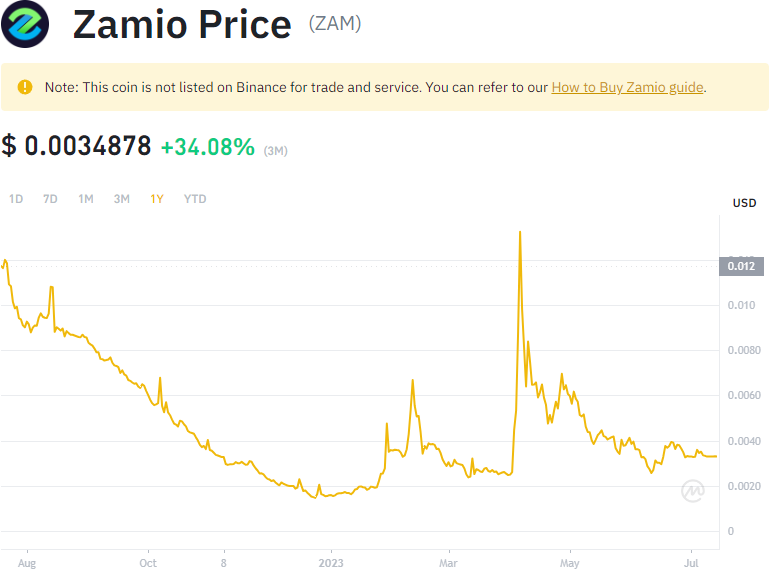 Zamio Price (ZAM)
Note: This coin is not listed on Binance for trade and service. You can refer to our How to Buy Zamio guide.
$ 0.0034878 +34.08% (3M)
1D 7D 1M 3M 1Y YTD
USD
0.012
0.010
0.0080
0.0060
0.0040
0.0020
0
Aug Oct 8 2023 Mar May Jul